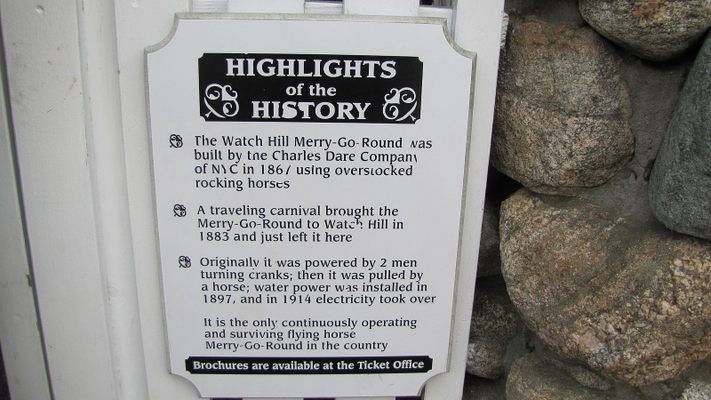 HIGHLIGHTS
of the
HISTORY
The Watch Hill Merry-Go-Round was
built by the Charles Dare Company
of NYC in 1867 using overstocked
rocking horses
A traveling carnival brought the
Merry-Go-Round to Watch Hill in
1883 and just left it here
Originally it was powered by 2 men
turning cranks; then it was pulled by
a horse; water power was installed in
1897, and in 1914 electricity took over
It is the only continuously operating
and surviving flying horse
Merry-Go-Round in the country
Brochures are available at the Ticket Office